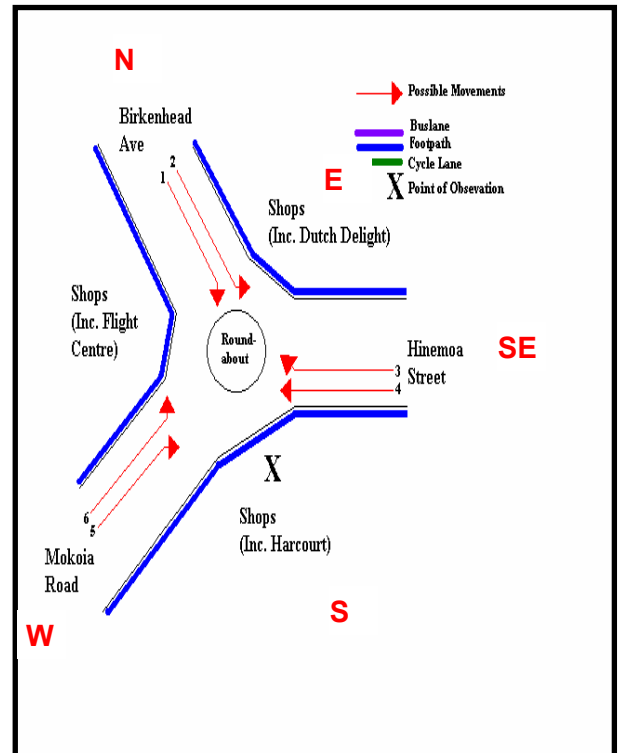 N
Birkenhead
Ave
2
1
Possible Movements
Buslane
Footpath
Cycle Lane
X Point of Obsevation
E
Shops
(Inc. Dutch Delight)
Shops
(Inc. Flight
Centre)
Round-
about
Hinemoa
Street
SE
3
4
X
6
5
Mokoia
Road
Shops
(Inc. Harcourt)
S
W